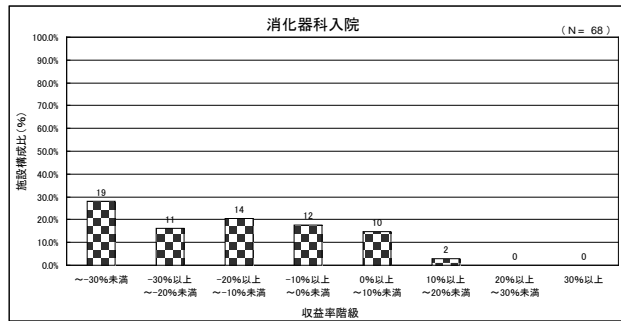 消化器科入院
(N= 68)
施設構成比(%)
100.0%
90.0%
80.0%
70.0%
60.0%
50.0%
40.0%
30.0%
20.0%
10.0%
0.0%
19
11
14
12
10
2
0
0
～-30%未満
-30%以上
～-20%未満
-20%以上
～-10%未満
-10%以上
～0%未満
0%以上
～10%未満
10%以上
～20%未満
20%以上
～30%未満
30%以上
収益率階級